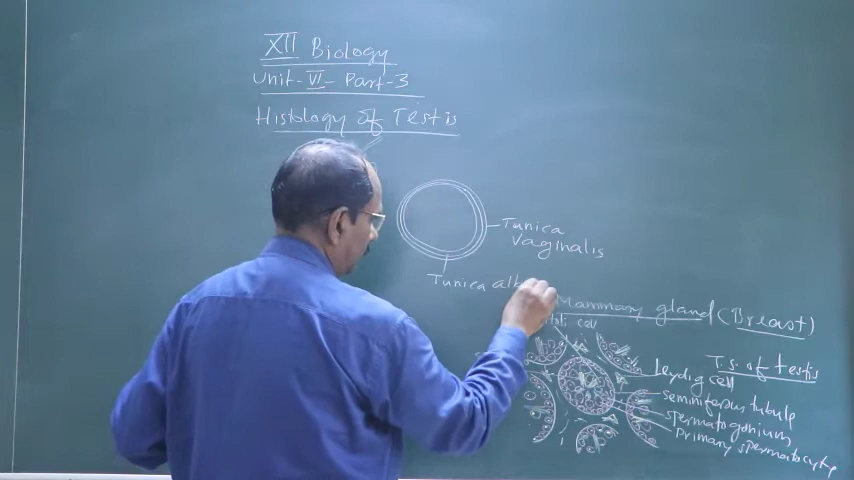 XII Biology
Unit-VI- Part-3
Histology of Testis
Tunica
Vaginalis
Tunica alb
Mammary gland (Breast)
cell
T.S. of testis
Leydig cell
seminiferous tubule
spermatogonium
primary spermatocyte